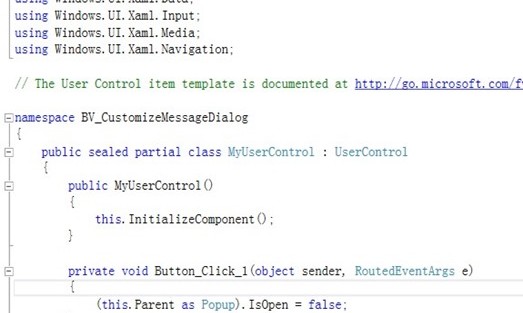 using Windows.UI.Xaml.Data;
using Windows.UI.Xaml.Input;
using Windows.UI.Xaml.Media;
using Windows.UI.Xaml.Navigation;
// The User Control item template is documented at http://go.microsoft.com/f
namespace BV_CustomizeMessageDialog
{
public sealed partial class MyUserControl : UserControl
{
public MyUserControl()
{
this.InitializeComponent();
}
private void Button_Click_1(object sender, RoutedEventArgs e)
{
(this.Parent as Popup).IsOpen = false;